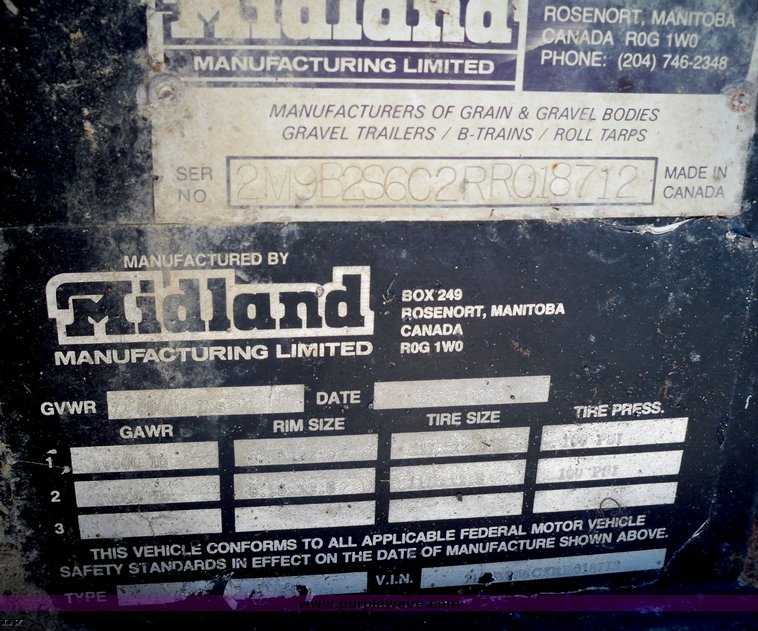 Midland
MANUFACTURING LIMITED
ROSENORT, MANITOBA
CANADA R0G 1W0
PHONE: (204) 746-2348
MANUFACTURERS OF GRAIN & GRAVEL BODIES
GRAVEL TRAILERS / B-TRAINS / ROLL TARPS
SER NO. 2M9B2S6C2RR018712 MADE IN CANADA
MANUFACTURED BY
Midland
MANUFACTURING LIMITED
BOX 249
ROSENORT, MANITOBA
CANADA
R0G 1W0
GVWR DATE
GAWR RIM SIZE TIRE SIZE TIRE PRESS.
1 100 PSI
2 100 PSI
3
THIS VEHICLE CONFORMS TO ALL APPLICABLE FEDERAL MOTOR VEHICLE
SAFETY STANDARDS IN EFFECT ON THE DATE OF MANUFACTURE SHOWN ABOVE.
TYPE V.I.N.
www.purplewave.com